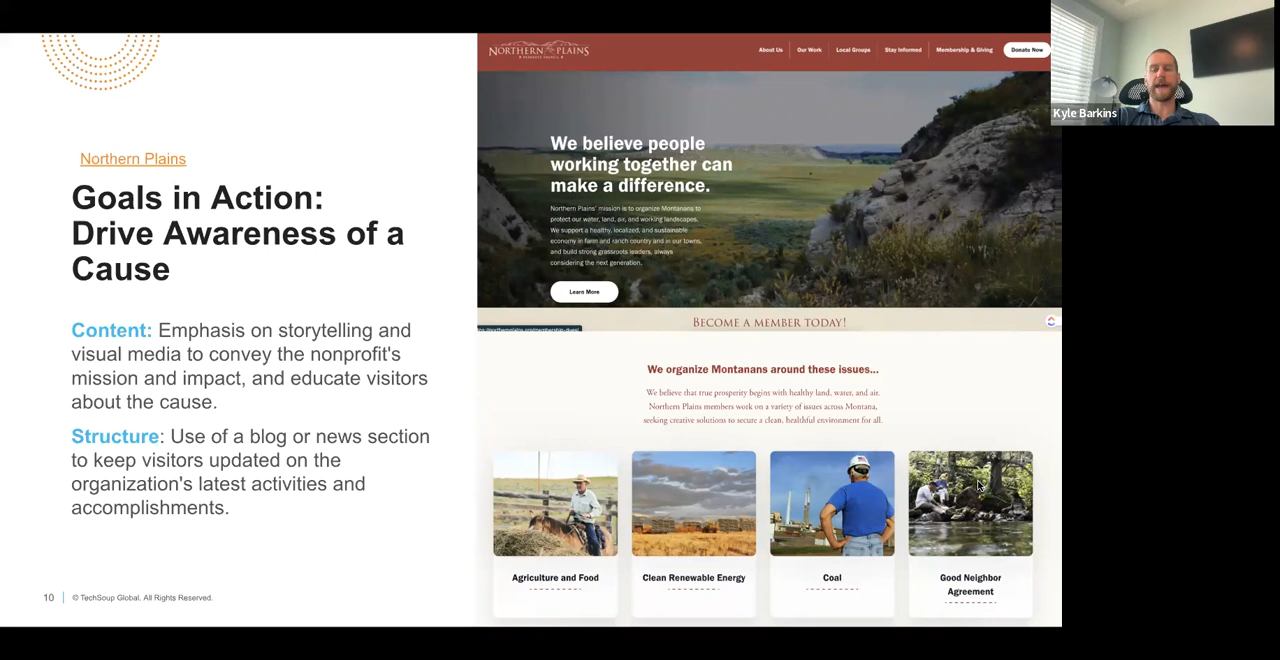 Northern Plains
Goals in Action:
Drive Awareness of a
Cause
Content: Emphasis on storytelling and
visual media to convey the nonprofit's
mission and impact, and educate visitors
about the cause.
Structure: Use of a blog or news section
to keep visitors updated on the
organization's latest activities and
accomplishments.
10
© TechSoup Global. All Rights Reserved.
NORTHERN PLAINS
RESOURCE COUNCIL
About Us
Our Work
Local Groups
Stay Informed
Membership & Giving
Donate Now
We believe people
working together can
make a difference.
Northern Plains' mission is to organize Montanans to
protect our water, land, air, and working landscapes.
We support a healthy, localized, and sustainable
economy in farm and ranch country and in our towns,
and build strong grassroots leaders, always
considering the next generation.
Learn More
BECOME A MEMBER TODAY!
We organize Montanans around these issues...
We believe that true prosperity begins with healthy land, water, and air.
Northern Plains members work on a variety of issues across Montana,
seeking creative solutions to secure a clean, healthful environment for all.
Agriculture and Food
Clean Renewable Energy
Coal
Good Neighbor
Agreement
Kyle Barkins